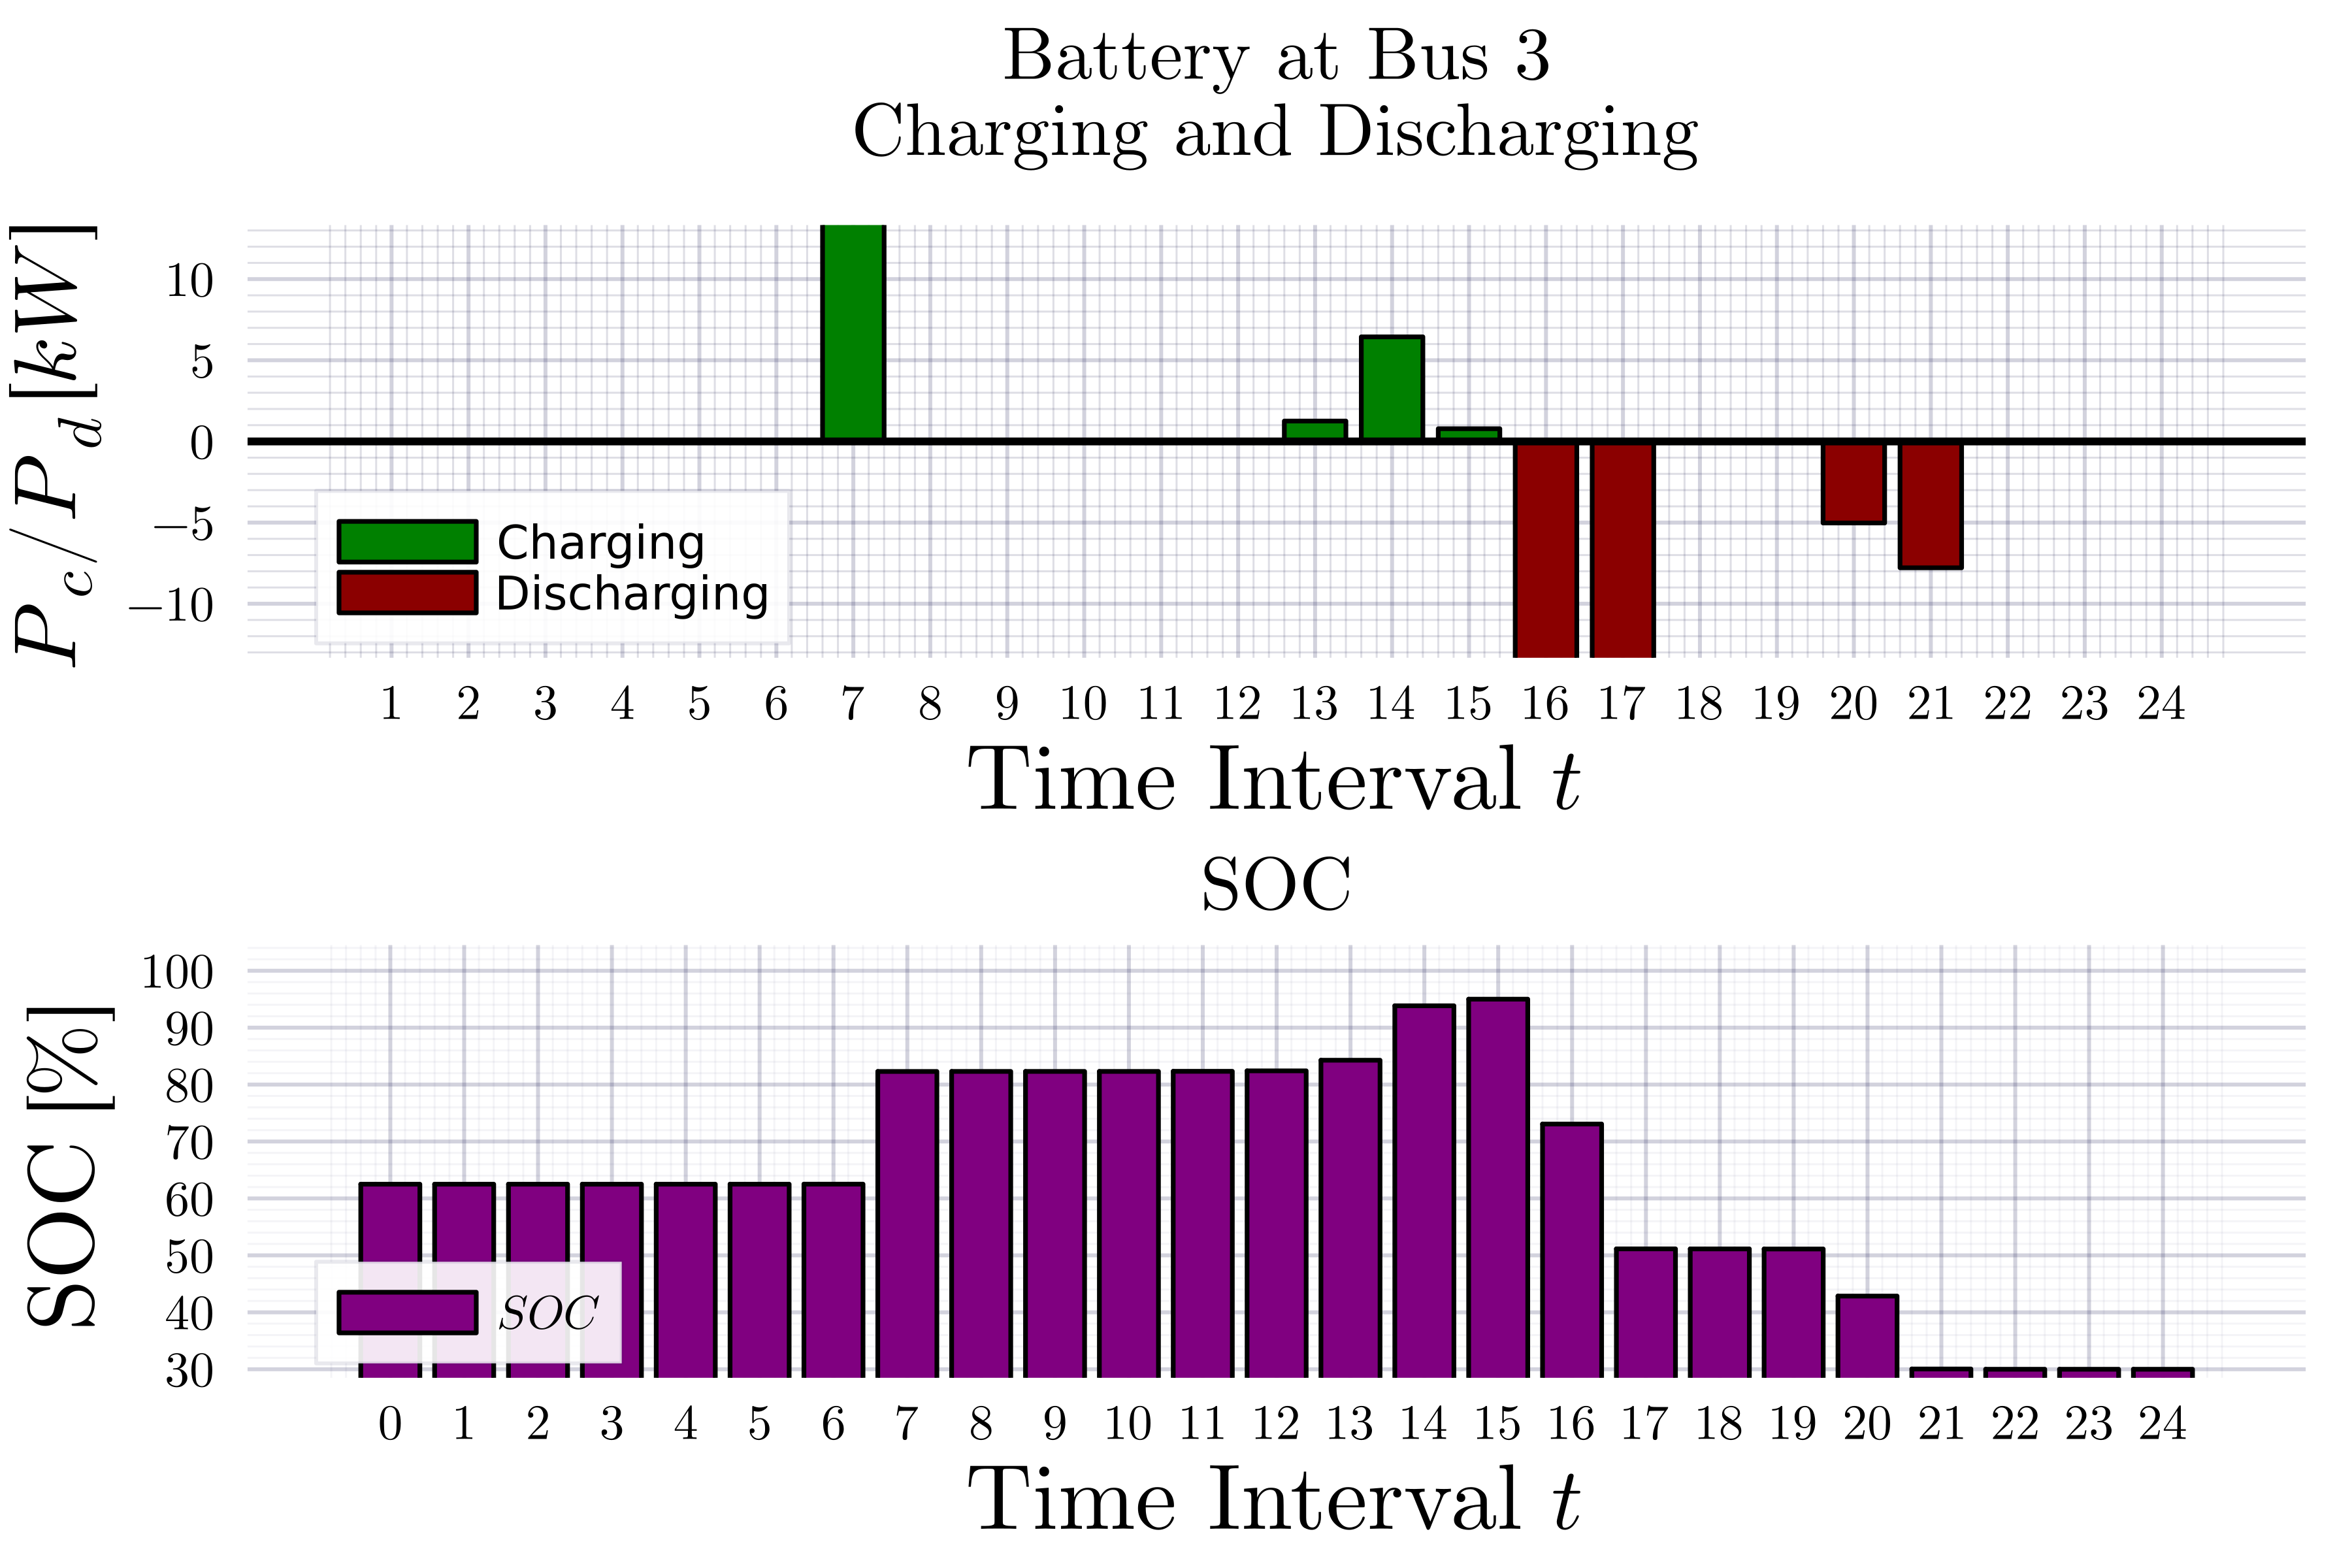 Battery at Bus 3
Charging and Discharging
P_c/P_d [kW]
10
5
0
−5
−10
Charging
Discharging
1 2 3 4 5 6 7 8 9 10 11 12 13 14 15 16 17 18 19 20 21 22 23 24
Time Interval t
SOC
SOC [%]
100
90
80
70
60
50
40
30
SOC
0 1 2 3 4 5 6 7 8 9 10 11 12 13 14 15 16 17 18 19 20 21 22 23 24
Time Interval t